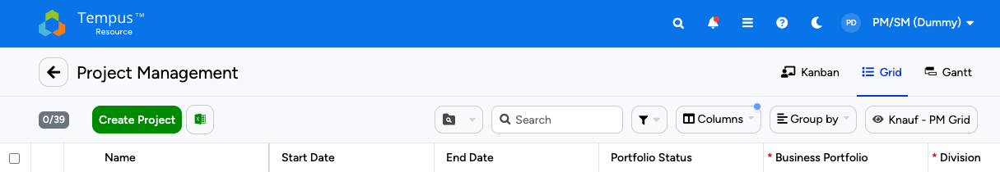 Tempus™
Resource
PD
PM/SM (Dummy)
Project Management
Kanban
Grid
Gantt
0/39
Create Project
Search
Columns
Group by
Knauf - PM Grid
Name
Start Date
End Date
Portfolio Status
* Business Portfolio
* Division